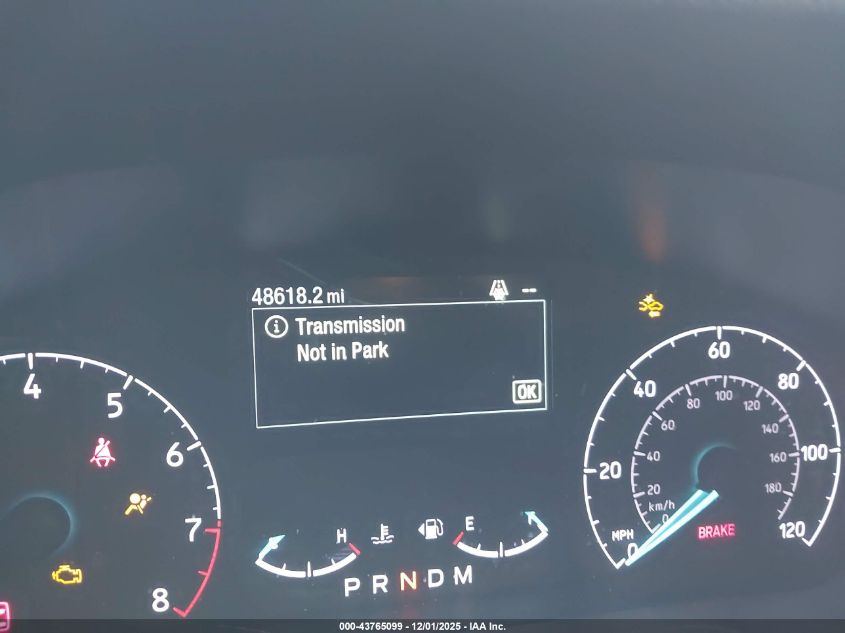 48618.2 mi --
Transmission
Not in Park
OK
4
5
6
7
8
H
E
P R N D M
0
20
40
60
80
100
120
MPH
km/h
0
20
40
60
80
100
120
140
160
180
BRAKE
000-43765099 - 12/01/2025 - IAA Inc.